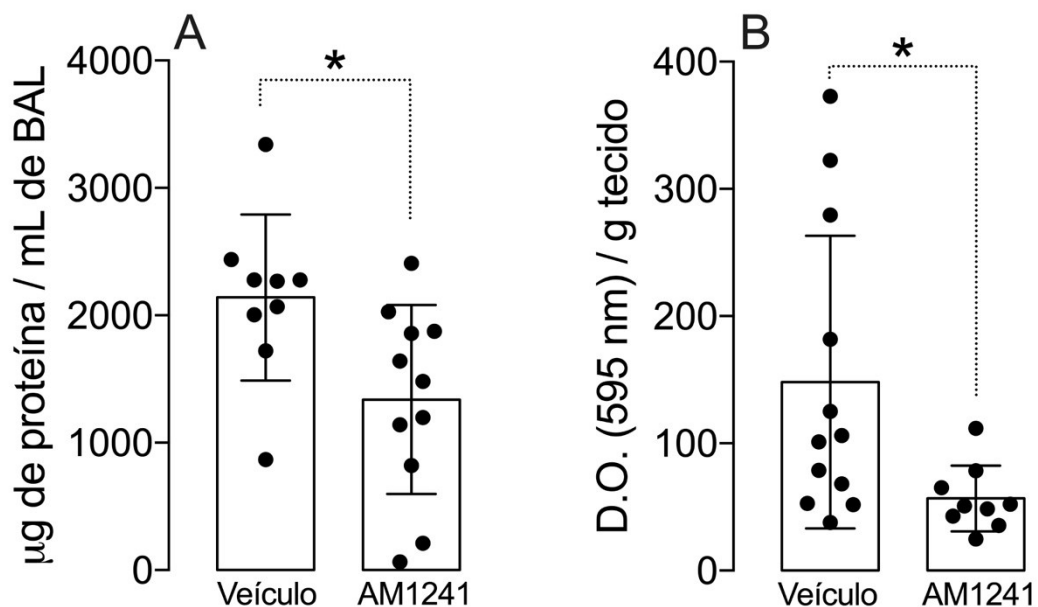 A
µg de proteína / mL de BAL
4000
3000
2000
1000
0
*
Veículo
AM1241
B
D.O. (595 nm) / g tecido
400
300
200
100
0
*
Veículo
AM1241